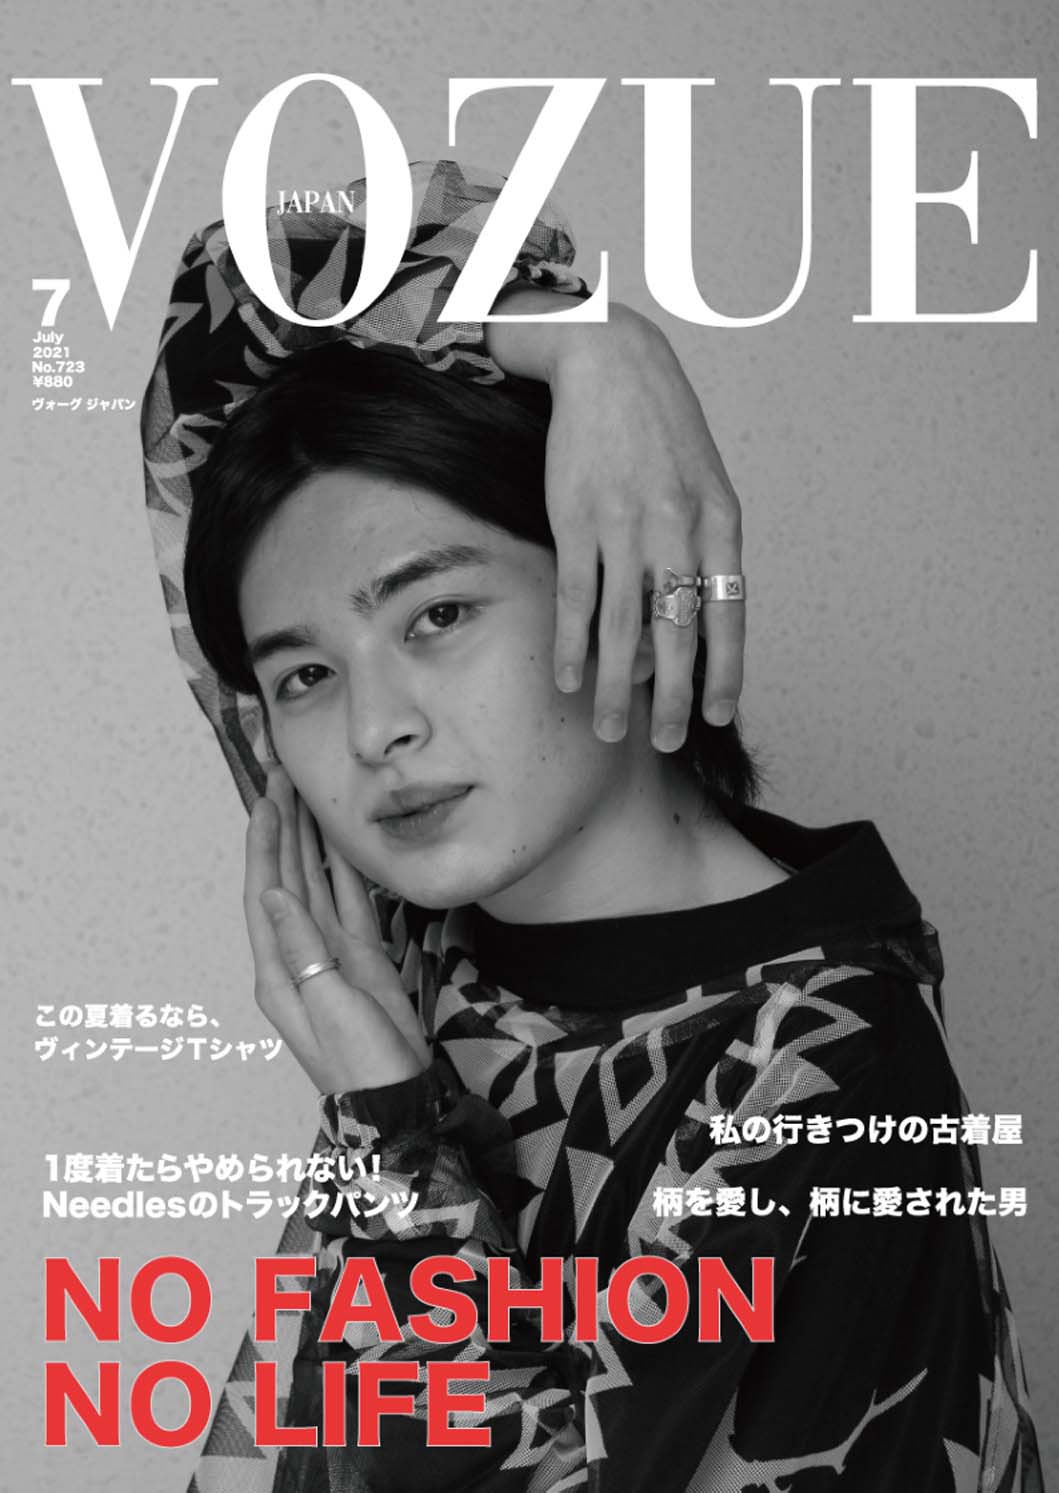 VOZUE
JAPAN
7
July
2021
No.723
¥880
ヴォーグ ジャパン
この夏着るなら、
ヴィンテージTシャツ
私の行きつけの古着屋
1度着たらやめられない!
Needlesのトラックパンツ
柄を愛し、柄に愛された男
NO FASHION
NO LIFE